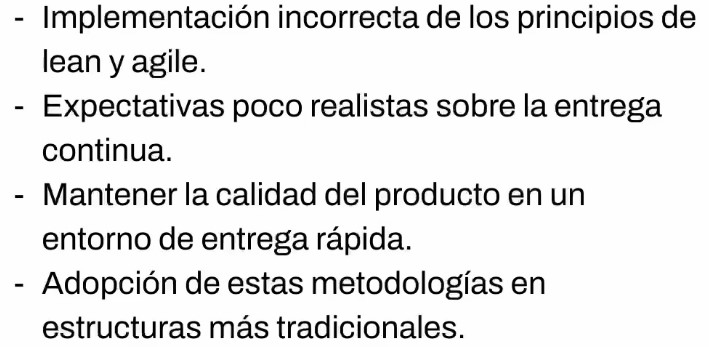 - Implementación incorrecta de los principios de
lean y agile.
- Expectativas poco realistas sobre la entrega
continua.
- Mantener la calidad del producto en un
entorno de entrega rápida.
- Adopción de estas metodologías en
estructuras más tradicionales.